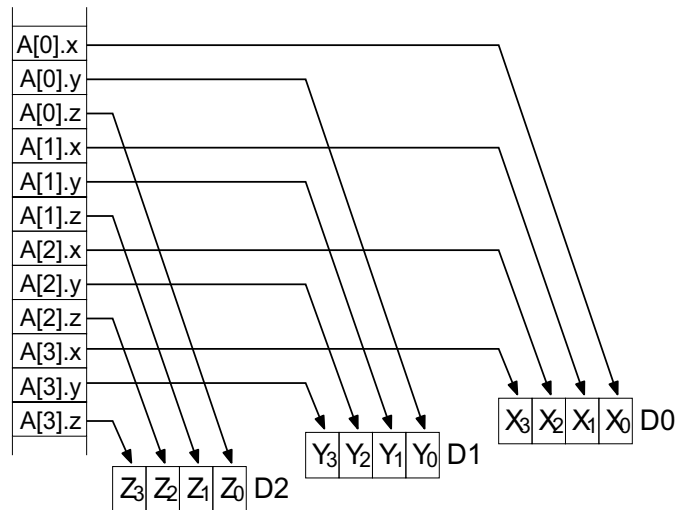 A[0].x
A[0].y
A[0].z
A[1].x
A[1].y
A[1].z
A[2].x
A[2].y
A[2].z
A[3].x
A[3].y
A[3].z
X3 X2 X1 X0 D0
Y3 Y2 Y1 Y0 D1
Z3 Z2 Z1 Z0 D2